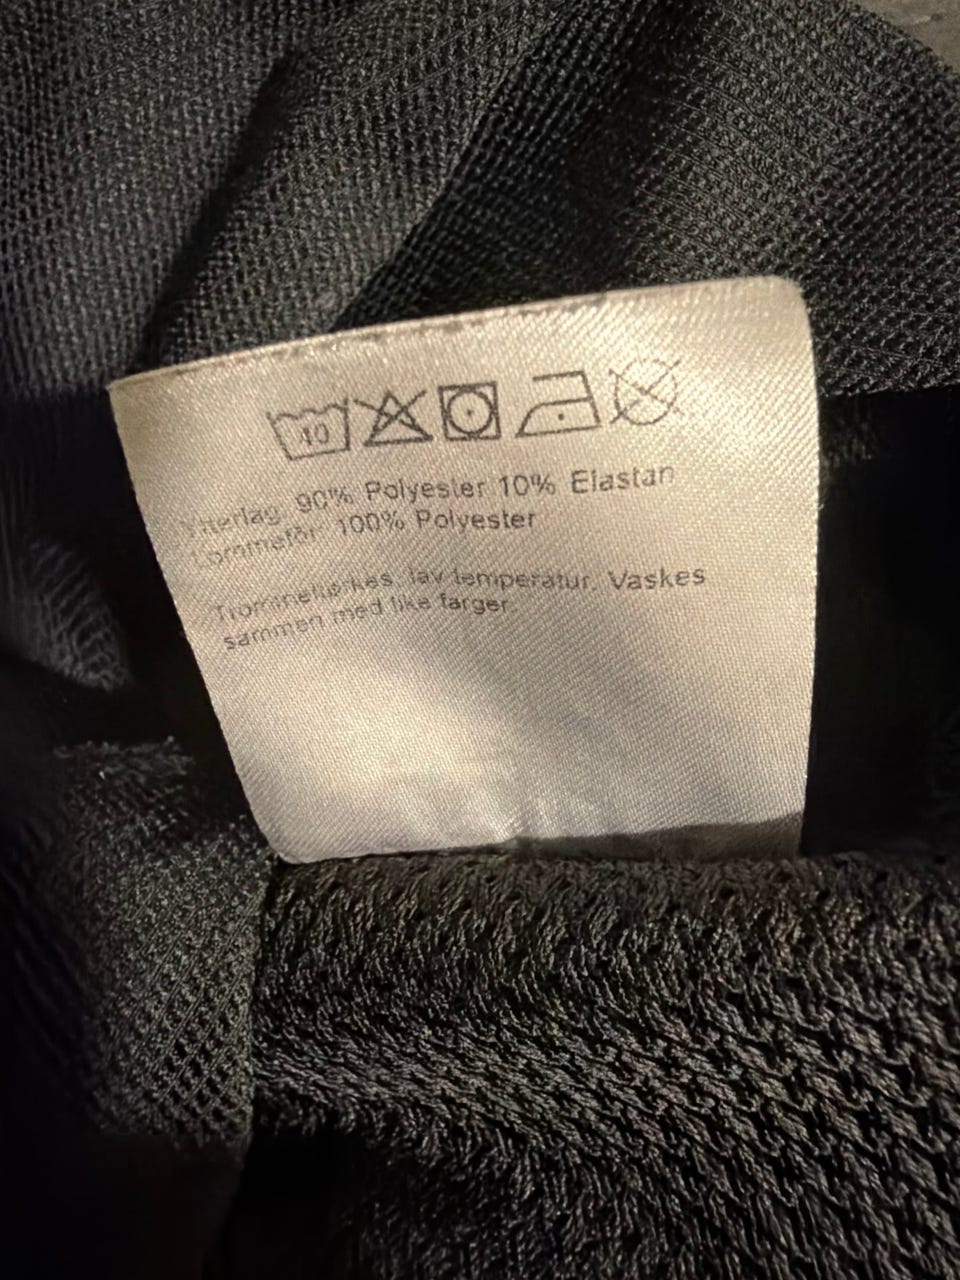 40
Ytterlag: 90% Polyester 10% Elastan
Lommefôr: 100% Polyester
Trommeltørkes, lav temperatur. Vaskes
sammen med like farger.